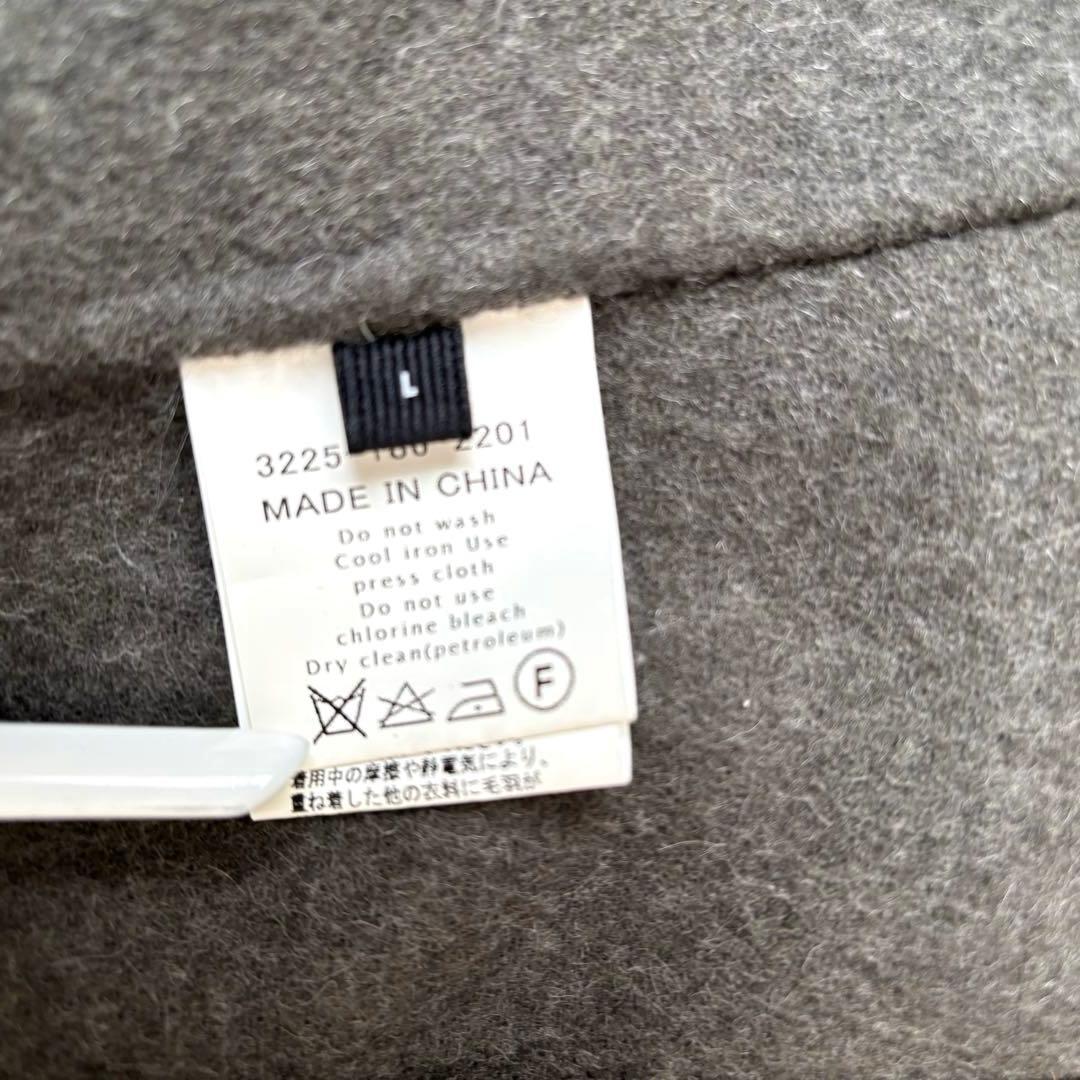 L
3225- 2201
MADE IN CHINA
Do not wash
Cool iron Use
press cloth
Do not use
chlorine bleach
Dry clean(petroleum)
F
着用中の摩擦や静電気により、
重ね着した他の衣料に毛羽が